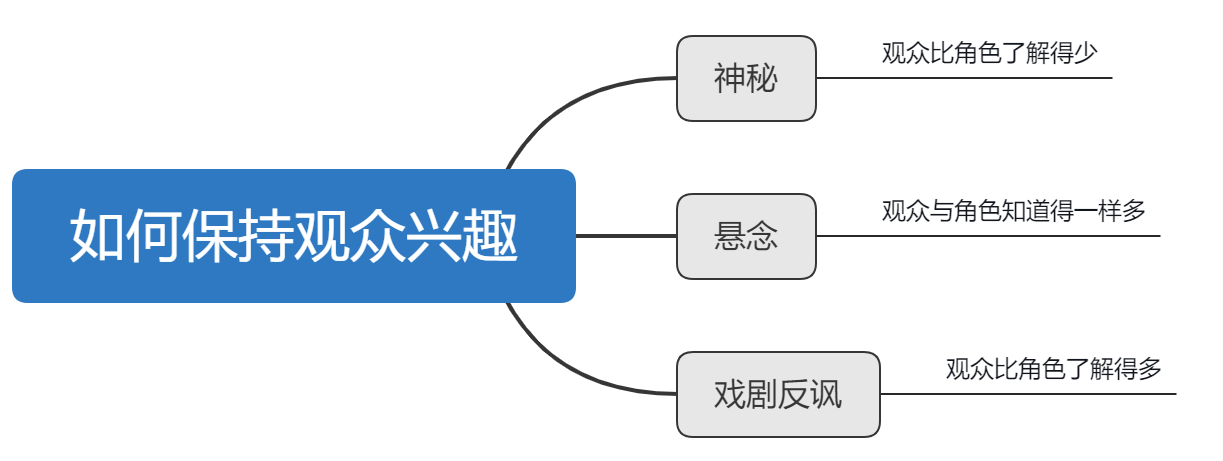 如何保持观众兴趣
神秘
观众比角色了解得少
悬念
观众与角色知道得一样多
戏剧反讽
观众比角色了解得多